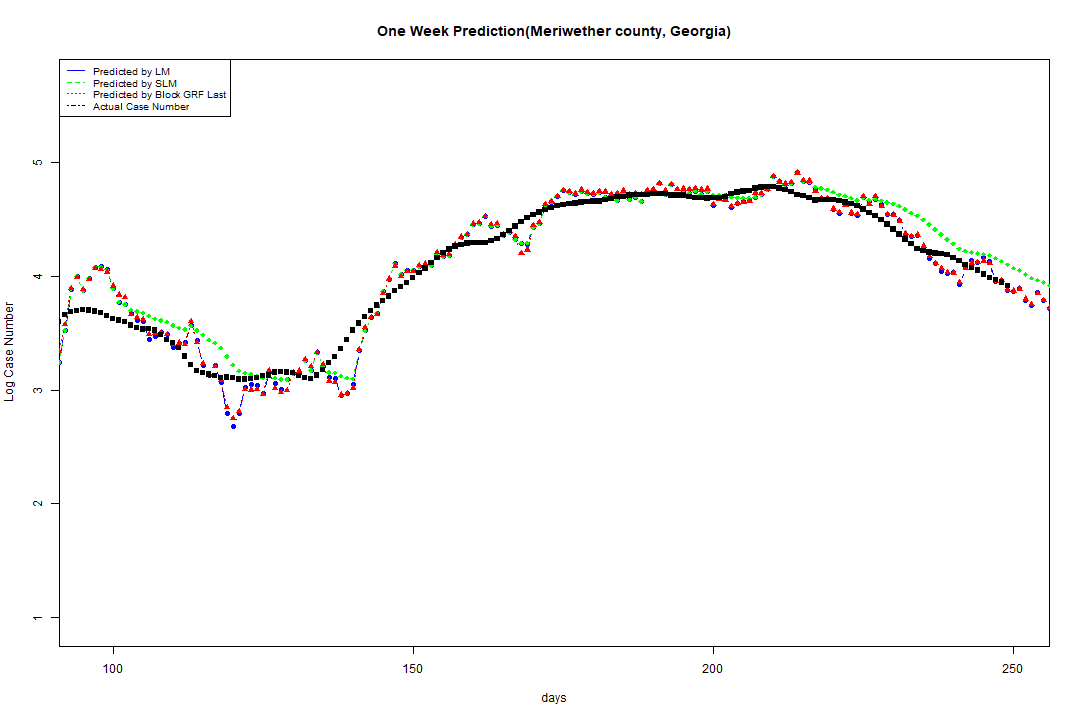 One Week Prediction(Meriwether county, Georgia)
Predicted by LM
Predicted by SLM
Predicted by Block GRF Last
Actual Case Number
5
4
3
2
1
Log Case Number
100
150
200
250
days